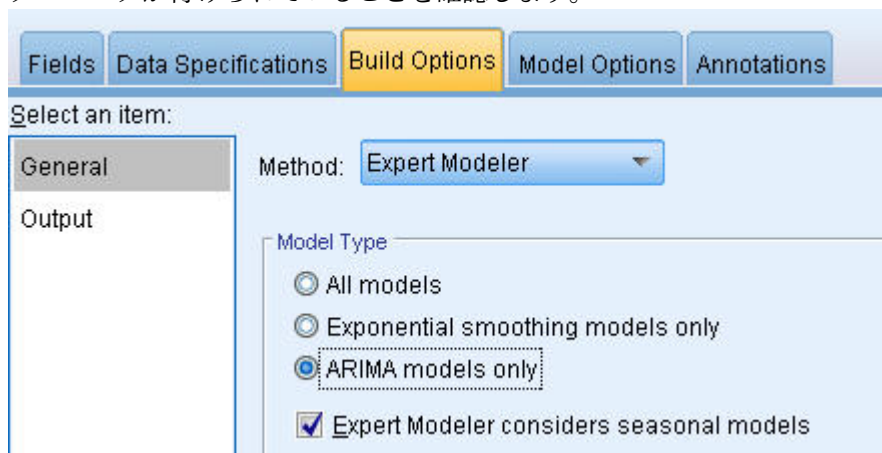 Fields Data Specifications Build Options Model Options Annotations
Select an item:
General
Output
Method: Expert Modeler
Model Type
All models
Exponential smoothing models only
ARIMA models only
Expert Modeler considers seasonal models